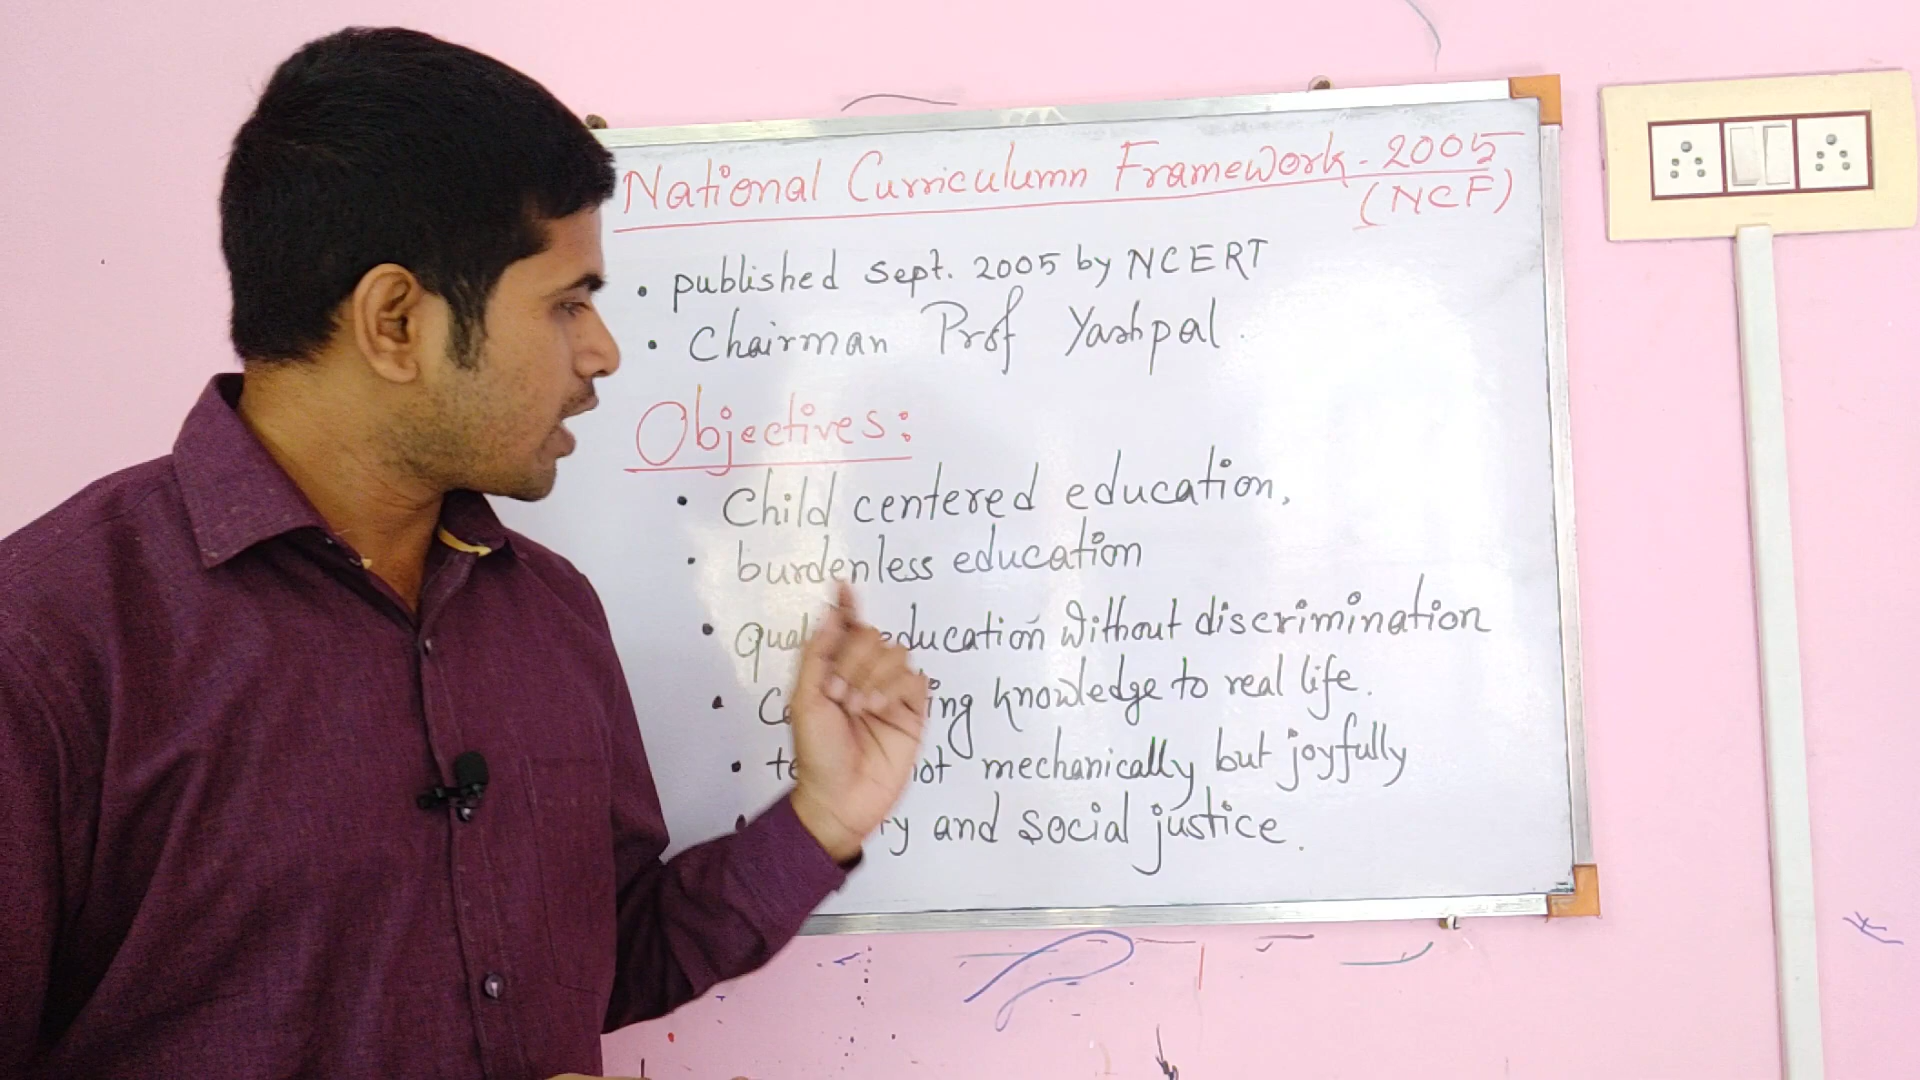 National Curriculumn Framework - 2005
(NCF)
• published Sept. 2005 by NCERT
• Chairman Prof Yashpal.
Objectives:
• Child centered education,
• burdenless education
• education without discrimination
• knowledge to real life.
• not mechanically but joyfully
• and social justice.